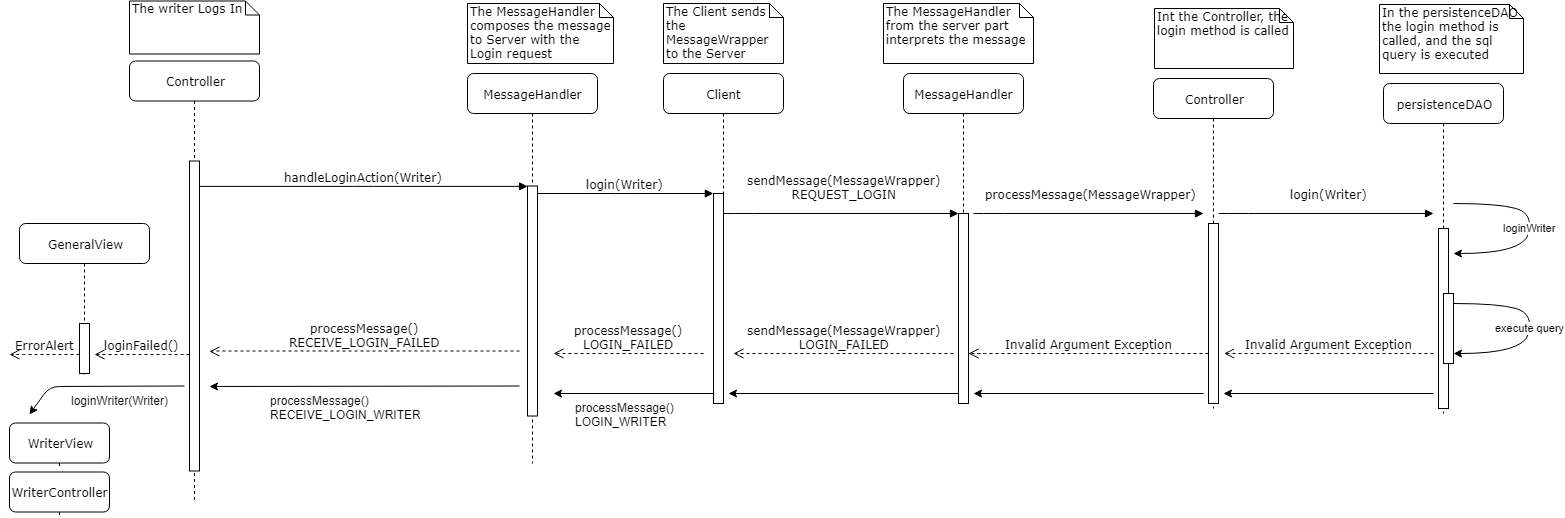 The writer Logs In
The MessageHandler
composes the message
to Server with the
Login request
The Client sends
the
MessageWrapper
to the Server
The MessageHandler
from the server part
interprets the message
Int the Controller, the
login method is called
In the persistenceDAO
the login method is
called, and the sql
query is executed
Controller
MessageHandler
Client
MessageHandler
Controller
persistenceDAO
handleLoginAction(Writer)
login(Writer)
sendMessage(MessageWrapper)
REQUEST_LOGIN
processMessage(MessageWrapper)
login(Writer)
loginWriter
GeneralView
execute query
ErrorAlert
loginFailed()
processMessage()
RECEIVE_LOGIN_FAILED
processMessage()
LOGIN_FAILED
sendMessage(MessageWrapper)
LOGIN_FAILED
Invalid Argument Exception
Invalid Argument Exception
loginWriter(Writer)
processMessage()
RECEIVE_LOGIN_WRITER
processMessage()
LOGIN_WRITER
WriterView
WriterController